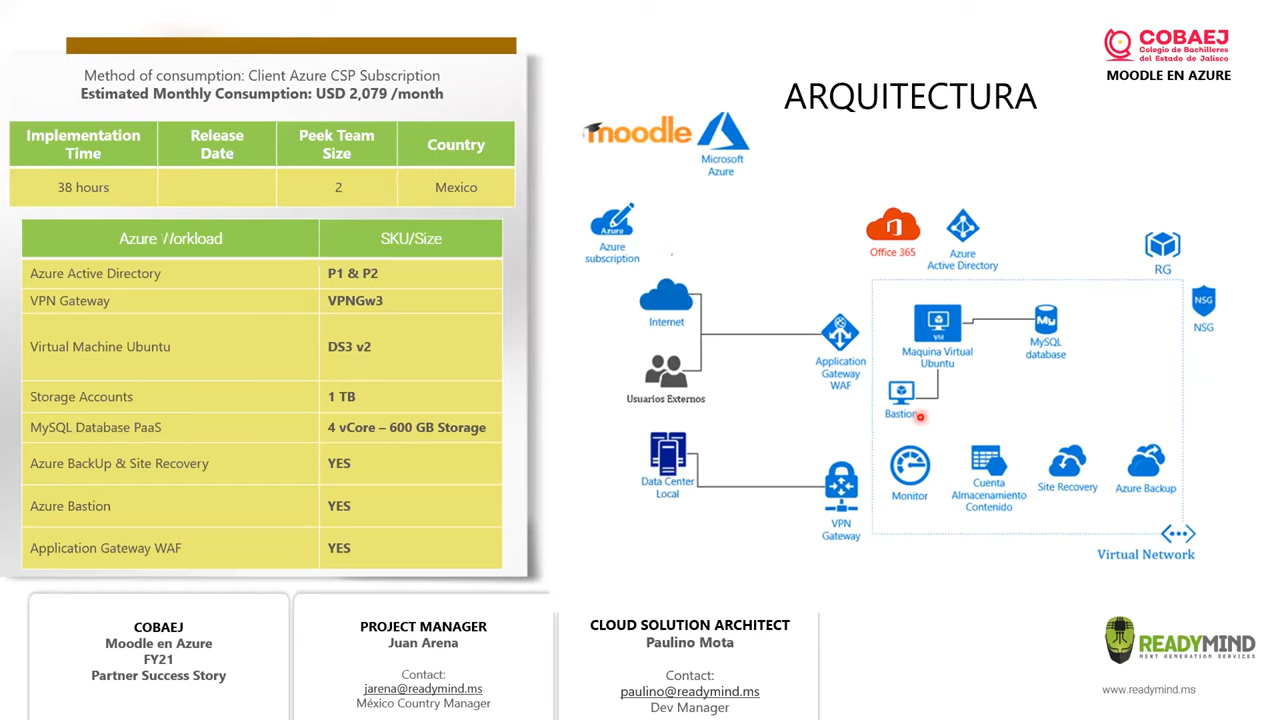 Method of consumption: Client Azure CSP Subscription
Estimated Monthly Consumption: USD 2,079 /month
Implementation Time
Release Date
Peek Team Size
Country
38 hours
2
Mexico
Azure Workload
SKU/Size
Azure Active Directory
P1 & P2
VPN Gateway
VPNGw3
Virtual Machine Ubuntu
DS3 v2
Storage Accounts
1 TB
MySQL Database PaaS
4 vCore – 600 GB Storage
Azure BackUp & Site Recovery
YES
Azure Bastion
YES
Application Gateway WAF
YES
COBAEJ
Moodle en Azure
FY21
Partner Success Story
PROJECT MANAGER
Juan Arena
Contact:
jarena@readymind.ms
México Country Manager
CLOUD SOLUTION ARCHITECT
Paulino Mota
Contact:
paulino@readymind.ms
Dev Manager
COBAEJ
Colegio de Bachilleres
del Estado de Jalisco
MOODLE EN AZURE
ARQUITECTURA
moodle
Microsoft
Azure
Azure
Azure
subscription
Office 365
Azure
Active Directory
RG
NSG
NSG
Internet
Usuarios Externos
Application
Gateway
WAF
VM
Maquina Virtual
Ubuntu
My
MySQL
database
Bastion
Data Center
Local
VPN
Gateway
Monitor
Cuenta
Almacenamiento
Contenido
Site Recovery
Azure Backup
Virtual Network
READYMIND
NEXT GENERATION SERVICES
www.readymind.ms